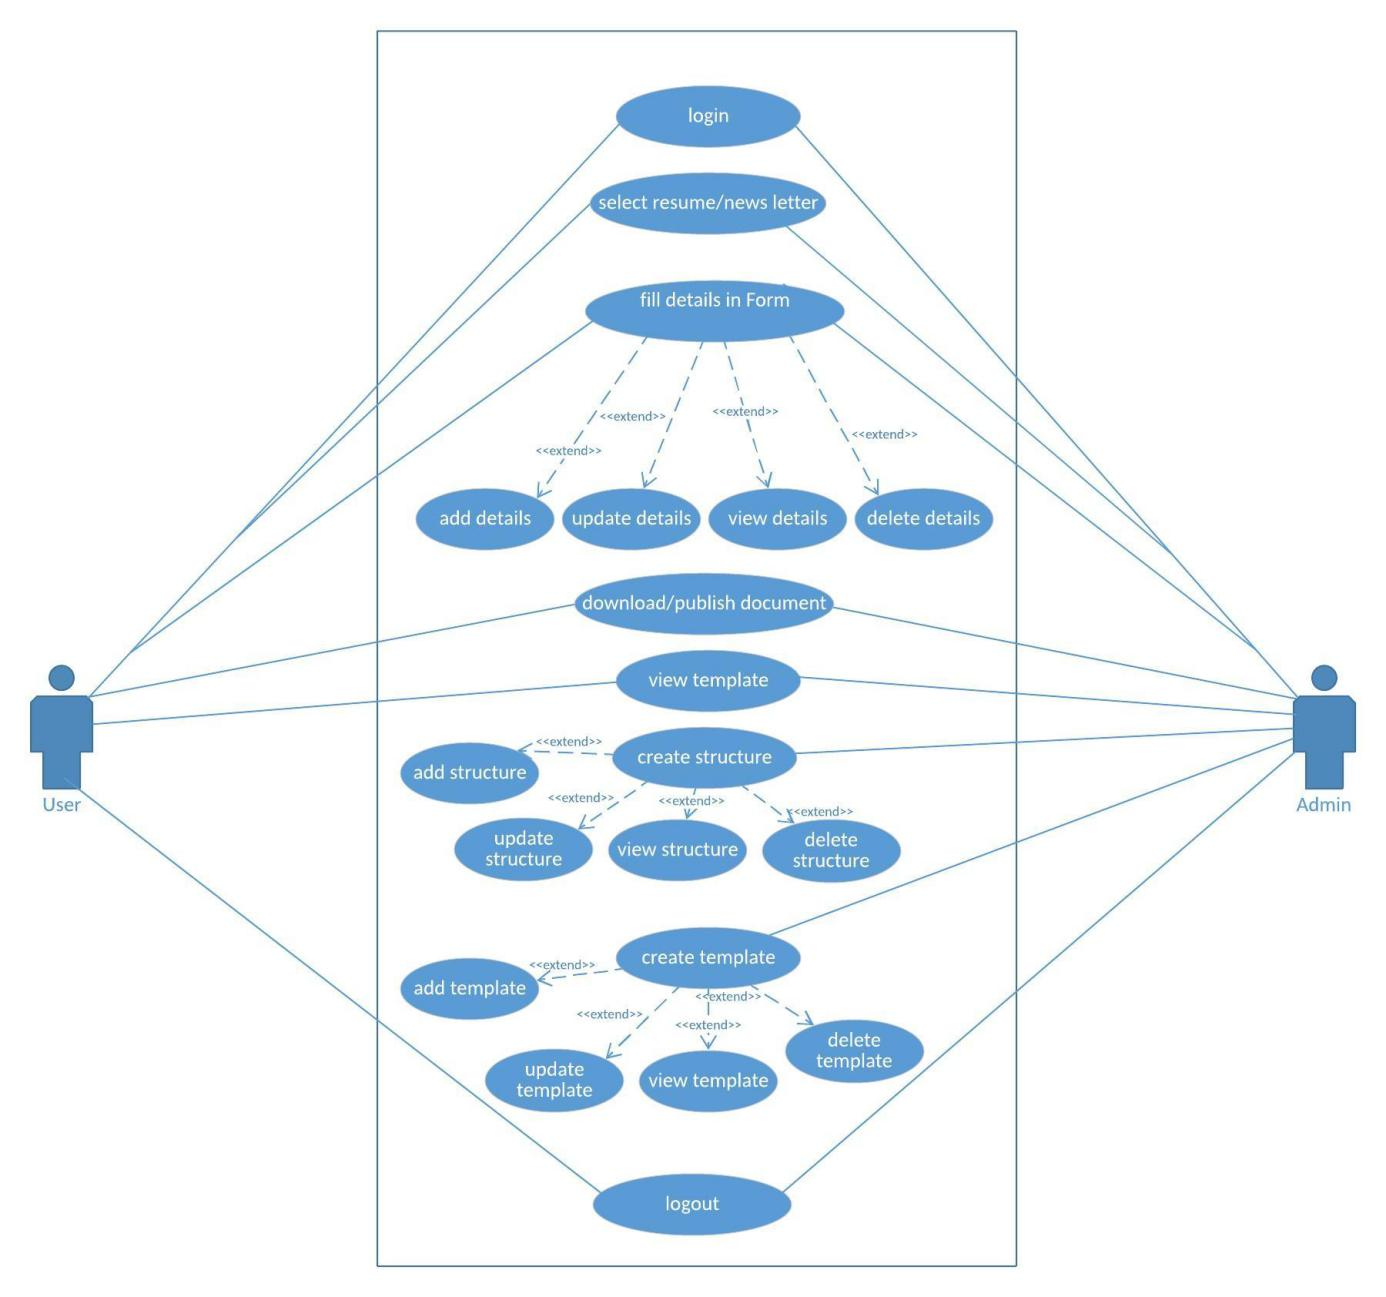 login
select resume/news letter
fill details in Form
<<extend>>
<<extend>>
<<extend>>
<<extend>>
add details
update details
view details
delete details
download/publish document
view template
create structure
<<extend>>
add structure
<<extend>>
<<extend>>
<<extend>>
update
structure
view structure
delete
structure
User
Admin
create template
<<extend>>
add template
<<extend>>
<<extend>>
<<extend>>
delete
template
update
template
view template
logout